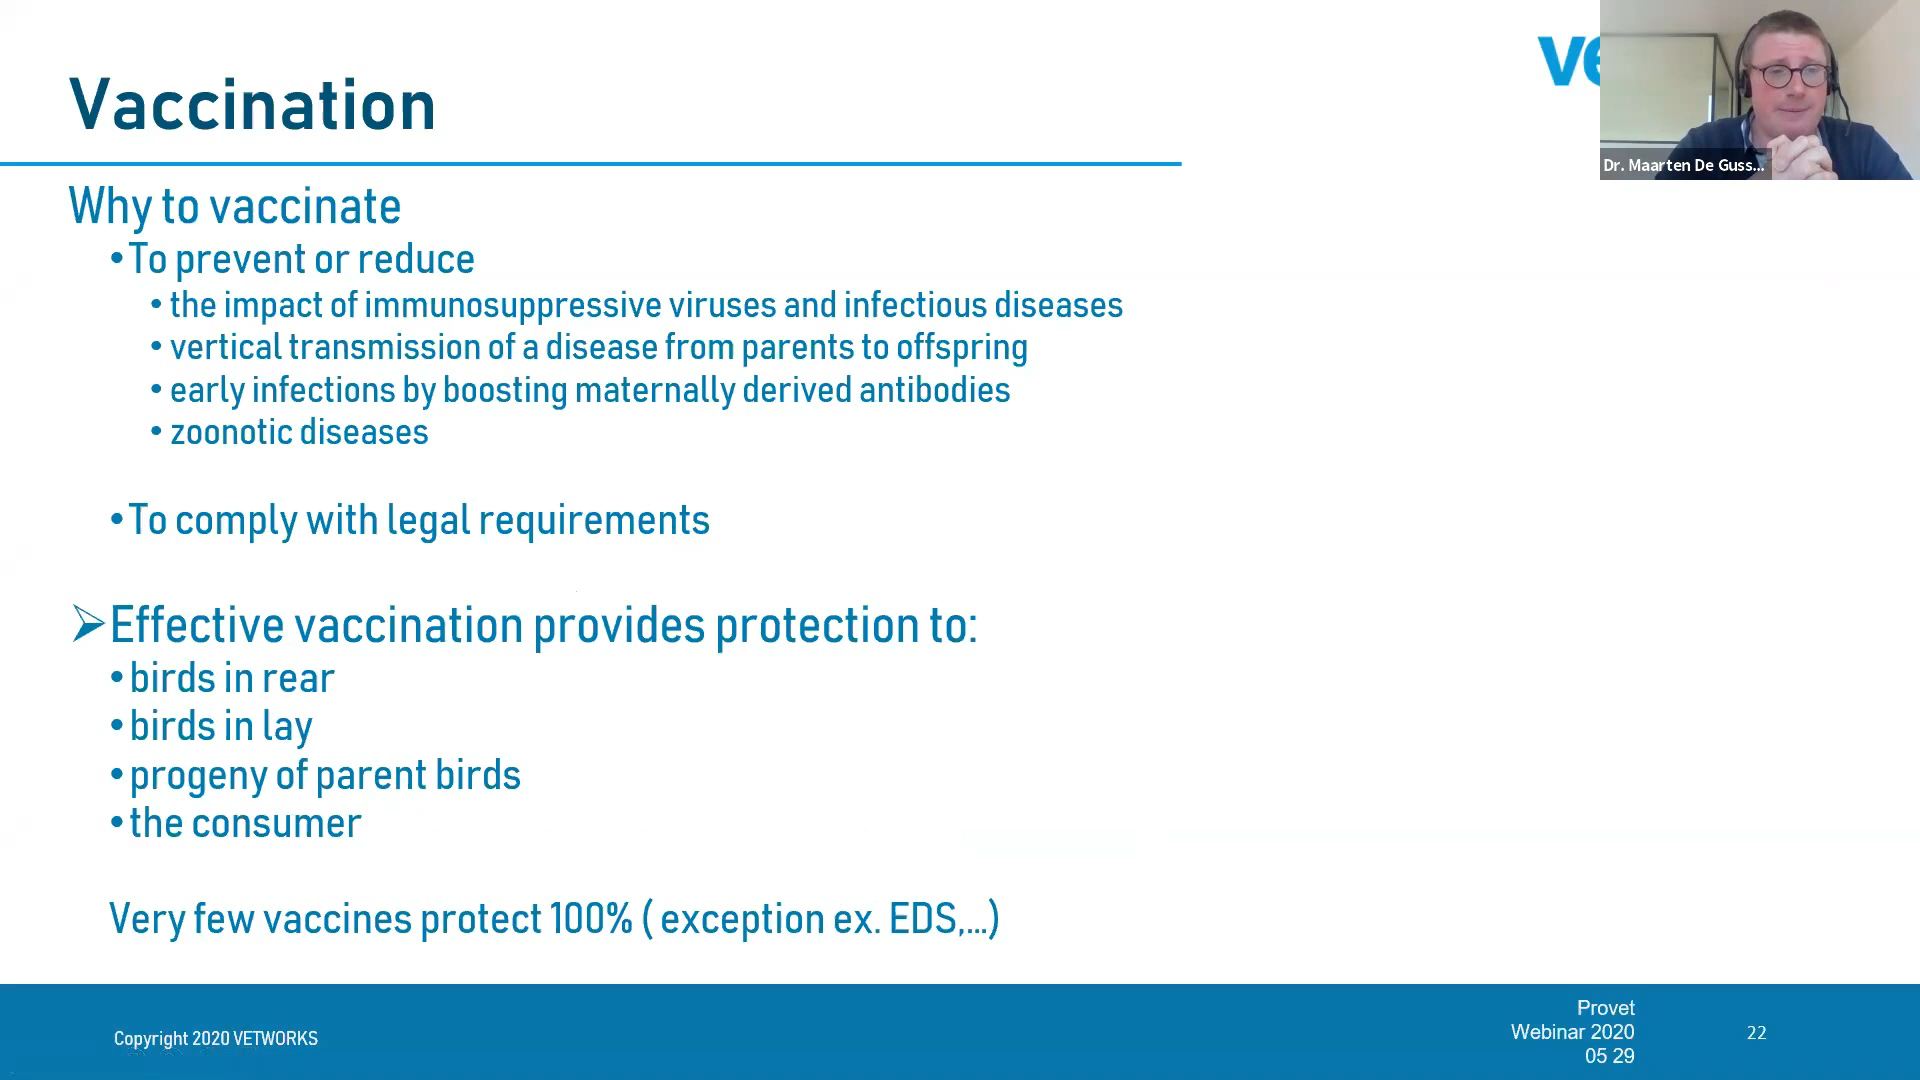 Vaccination
ve
Dr. Maarten De Guss...
Why to vaccinate
•To prevent or reduce
• the impact of immunosuppressive viruses and infectious diseases
• vertical transmission of a disease from parents to offspring
• early infections by boosting maternally derived antibodies
• zoonotic diseases
•To comply with legal requirements
➢Effective vaccination provides protection to:
•birds in rear
•birds in lay
•progeny of parent birds
•the consumer
Very few vaccines protect 100% ( exception ex. EDS,...)
Copyright 2020 VETWORKS
Provet
Webinar 2020
05 29
22